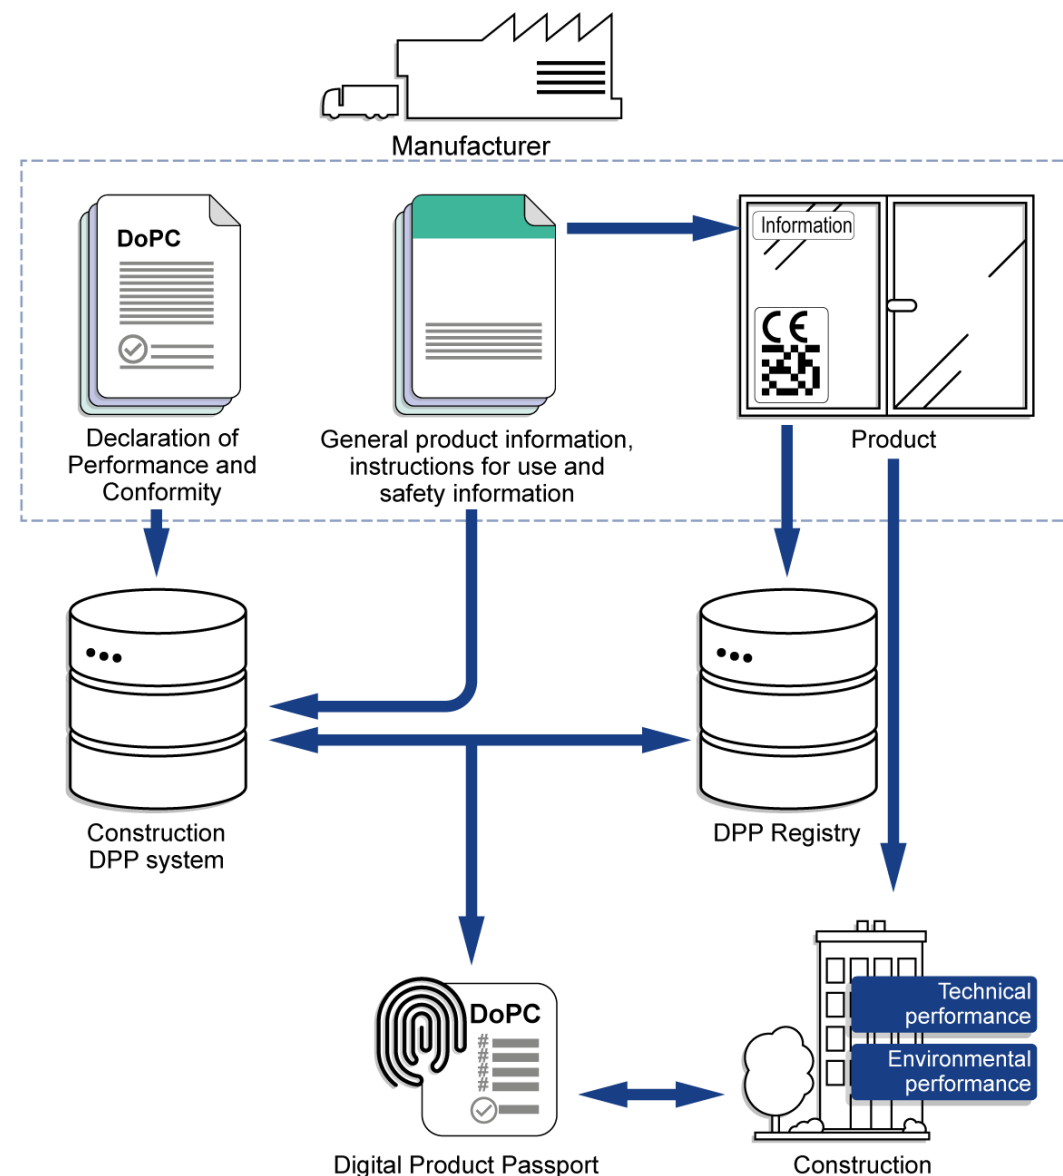 Manufacturer
DoPC
Information
CE
Declaration of
Performance and
Conformity
General product information,
instructions for use and
safety information
Product
Construction
DPP system
DPP Registry
DoPC
#
#
#
#
Technical
performance
Environmental
performance
Digital Product Passport
Construction